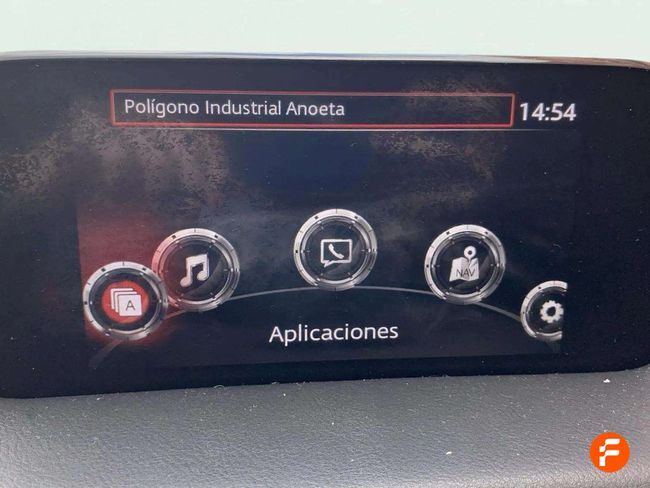 Polígono Industrial Anoeta
14:54
A
NAV
Aplicaciones